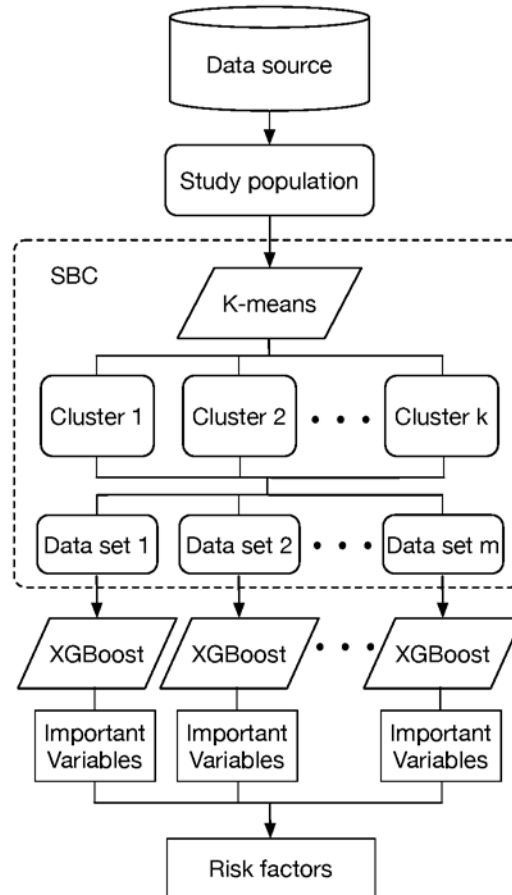 Data source
Study population
SBC
K-means
Cluster 1
Cluster 2
• • •
Cluster k
Data set 1
Data set 2
• • •
Data set m
XGBoost
XGBoost
• • •
XGBoost
Important
Variables
Important
Variables
Important
Variables
Risk factors